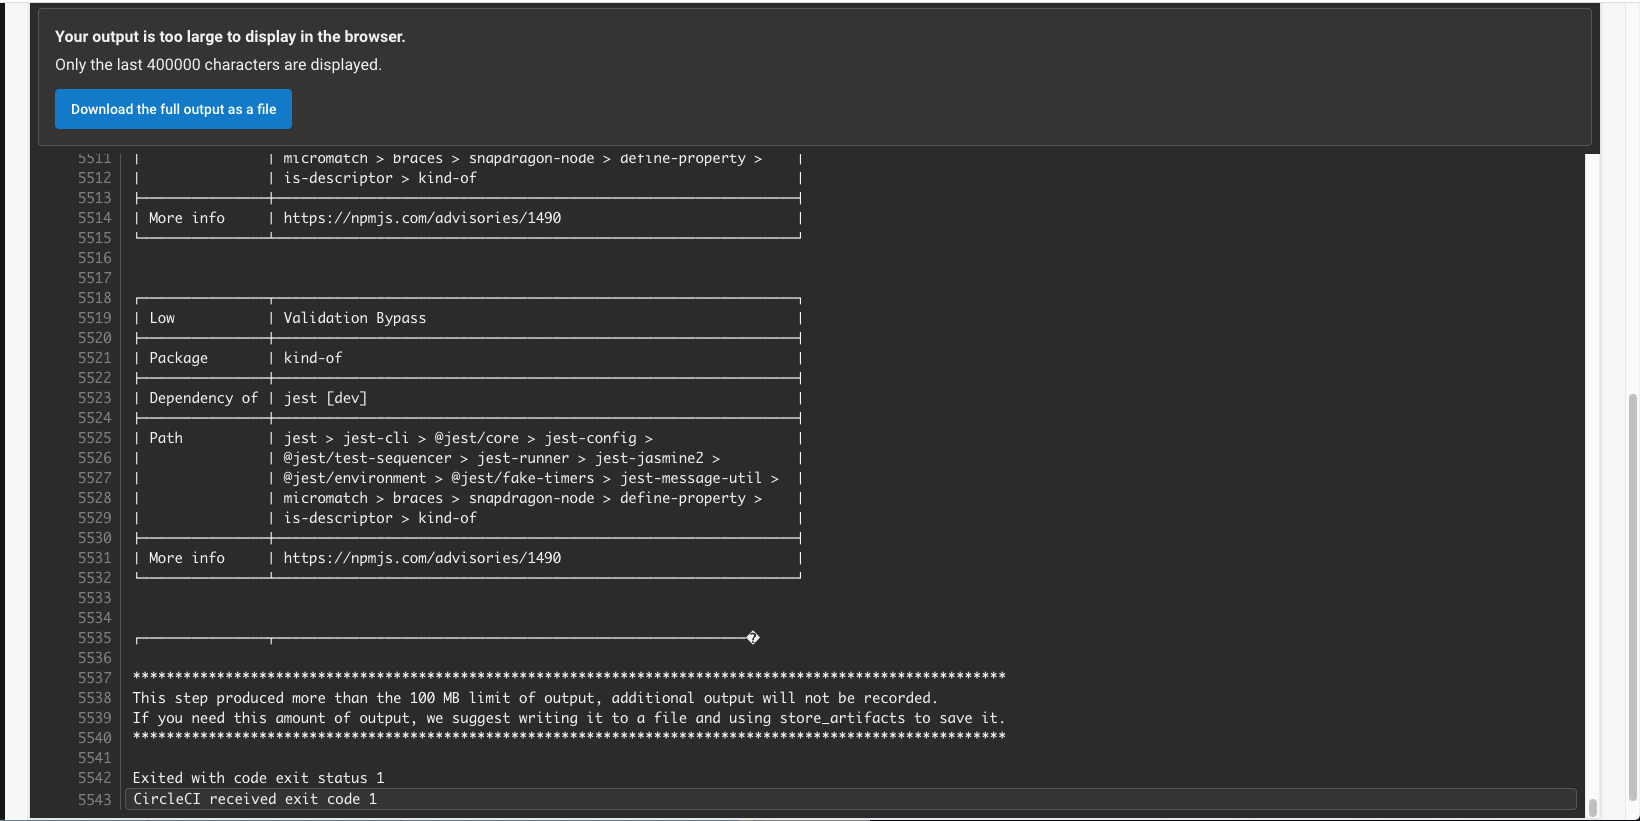 Your output is too large to display in the browser.
Only the last 400000 characters are displayed.
Download the full output as a file
5511 | | micromatch > braces > snapdragon-node > define-property > |
5512 | | is-descriptor > kind-of |
5513
5514 | More info | https://npmjs.com/advisories/1490 |
5515
5516
5517
5518
5519 | Low | Validation Bypass |
5520
5521 | Package | kind-of |
5522
5523 | Dependency of | jest [dev] |
5524
5525 | Path | jest > jest-cli > @jest/core > jest-config > |
5526 | | @jest/test-sequencer > jest-runner > jest-jasmine2 > |
5527 | | @jest/environment > @jest/fake-timers > jest-message-util > |
5528 | | micromatch > braces > snapdragon-node > define-property > |
5529 | | is-descriptor > kind-of |
5530
5531 | More info | https://npmjs.com/advisories/1490 |
5532
5533
5534
5535 �
5536
5537 ********************************************************************************************************
5538 This step produced more than the 100 MB limit of output, additional output will not be recorded.
5539 If you need this amount of output, we suggest writing it to a file and using store_artifacts to save it.
5540 ********************************************************************************************************
5541
5542 Exited with code exit status 1
5543 CircleCI received exit code 1